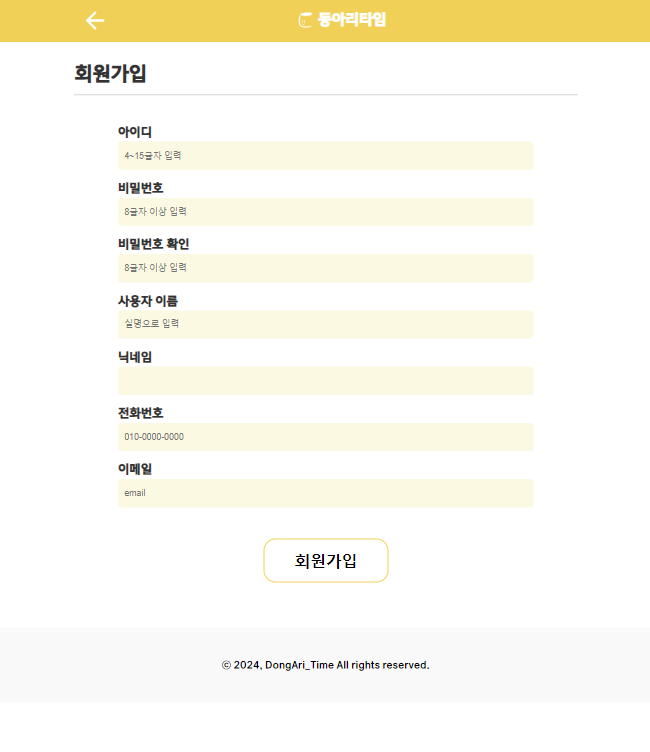 동아리타임
회원가입
아이디
4~15글자 입력
비밀번호
8글자 이상 입력
비밀번호 확인
8글자 이상 입력
사용자 이름
실명으로 입력
닉네임
전화번호
010-0000-0000
이메일
email
회원가입
© 2024, DongAri_Time All rights reserved.